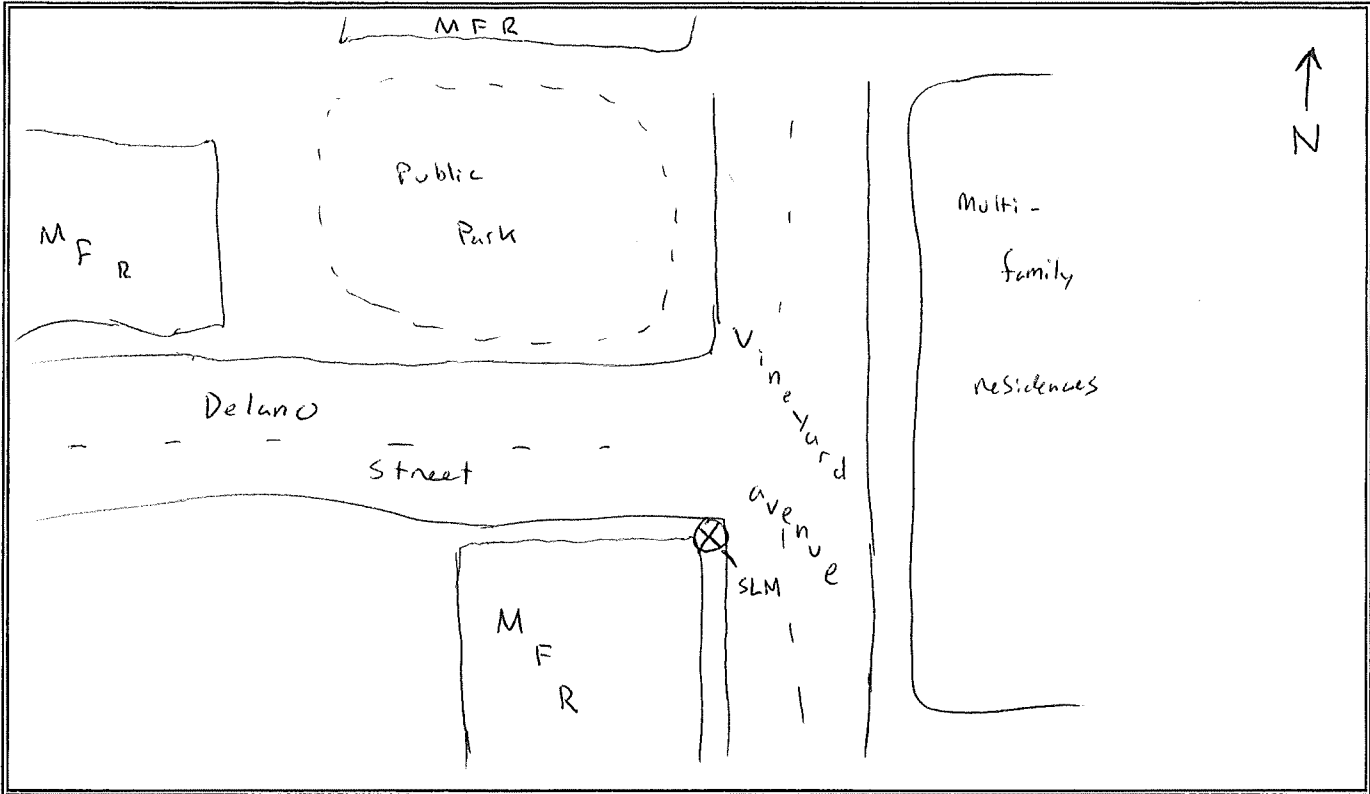 MFR
N
Public
Park
MFR
Multi-
family
residences
Vineyard
avenue
Delano
Street
SLM
MFR